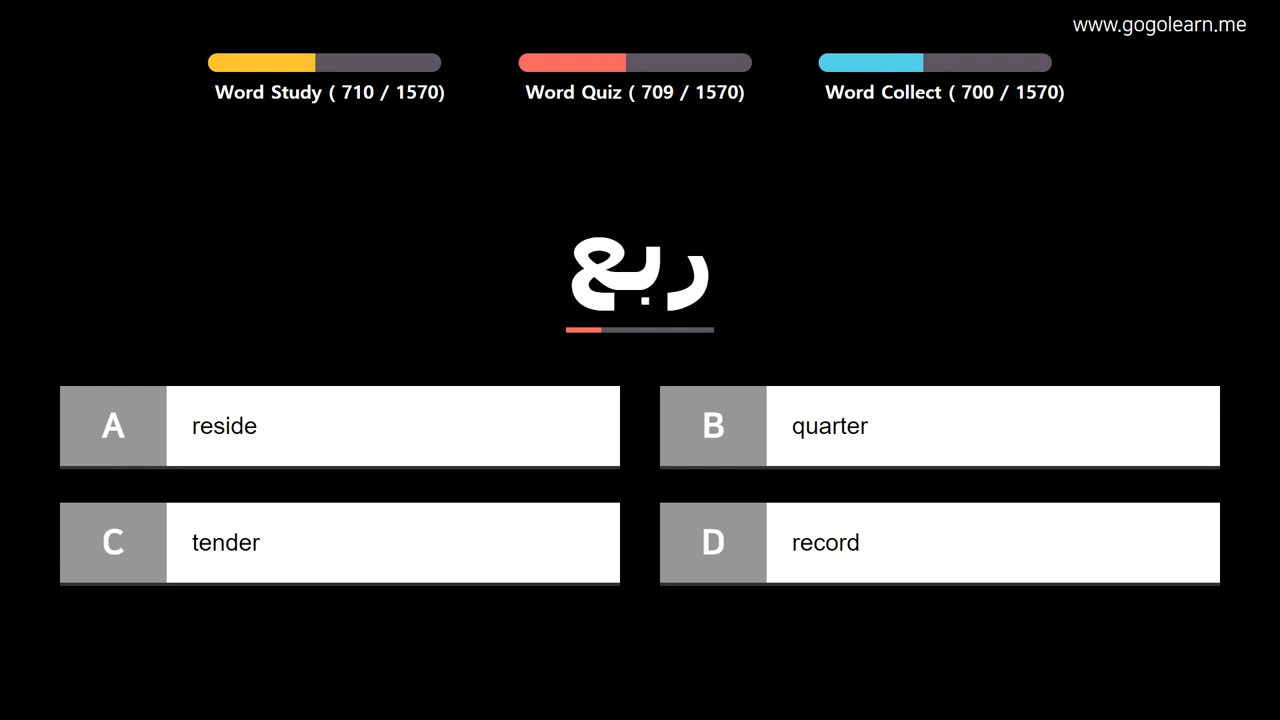 www.gogolearn.me
Word Study ( 710 / 1570)
Word Quiz ( 709 / 1570)
Word Collect ( 700 / 1570)
ربع
A
reside
B
quarter
C
tender
D
record